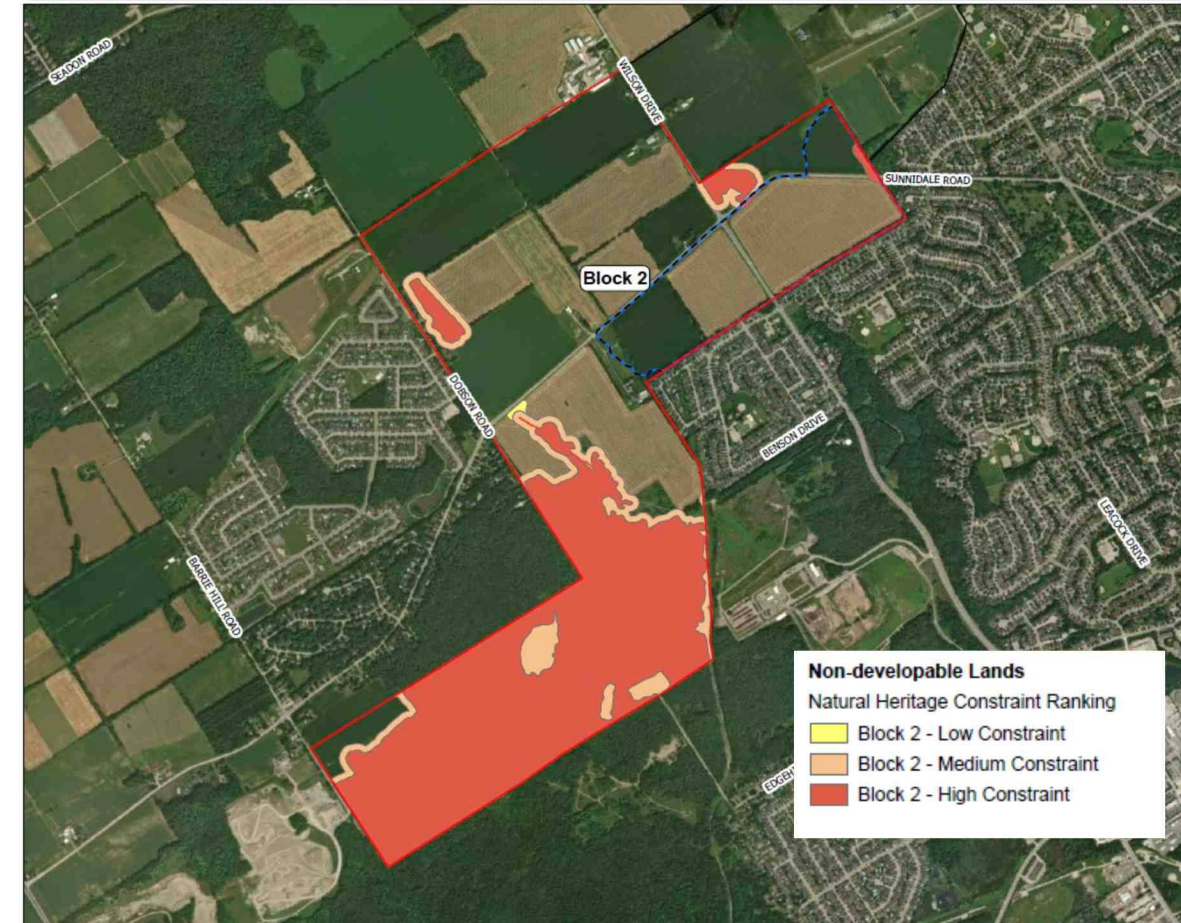 SEADON ROAD
WILSON DRIVE
SUNNIDALE ROAD
Block 2
DOBSON ROAD
BENSON DRIVE
LEACOCK DRIVE
BARRIE HILL ROAD
Non-developable Lands
Natural Heritage Constraint Ranking
Block 2 - Low Constraint
Block 2 - Medium Constraint
Block 2 - High Constraint